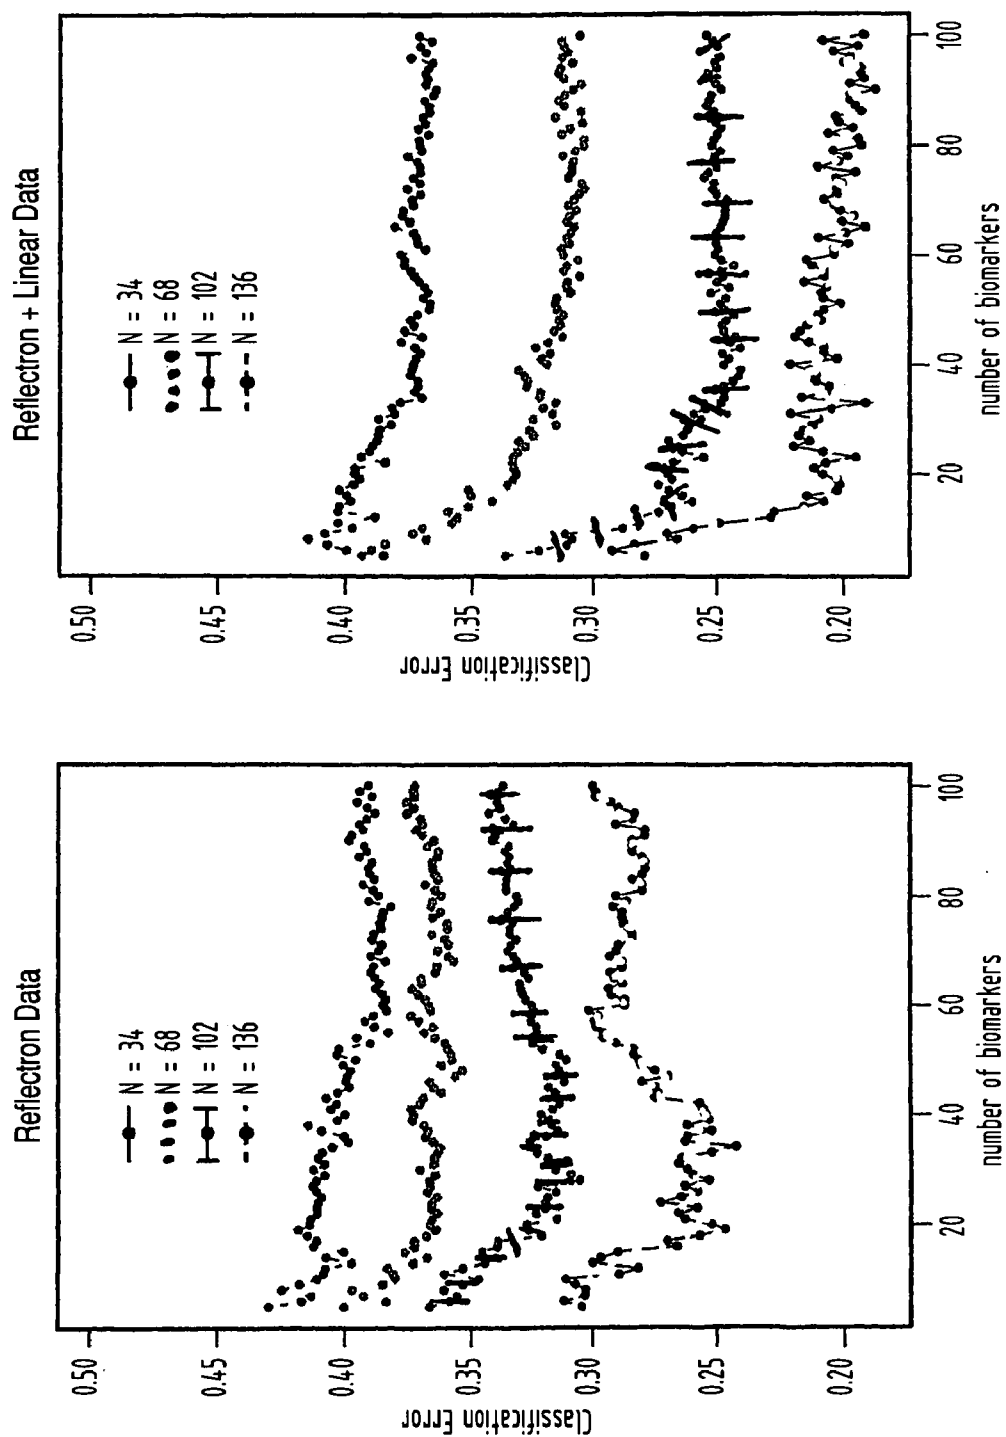 Reflectron Data
N = 34
N = 68
N = 102
N = 136
0.50
0.45
0.40
0.35
0.30
0.25
0.20
Classification Error
20
40
60
80
100
number of biomarkers
Reflectron + Linear Data
N = 34
N = 68
N = 102
N = 136
0.50
0.45
0.40
0.35
0.30
0.25
0.20
Classification Error
20
40
60
80
100
number of biomarkers